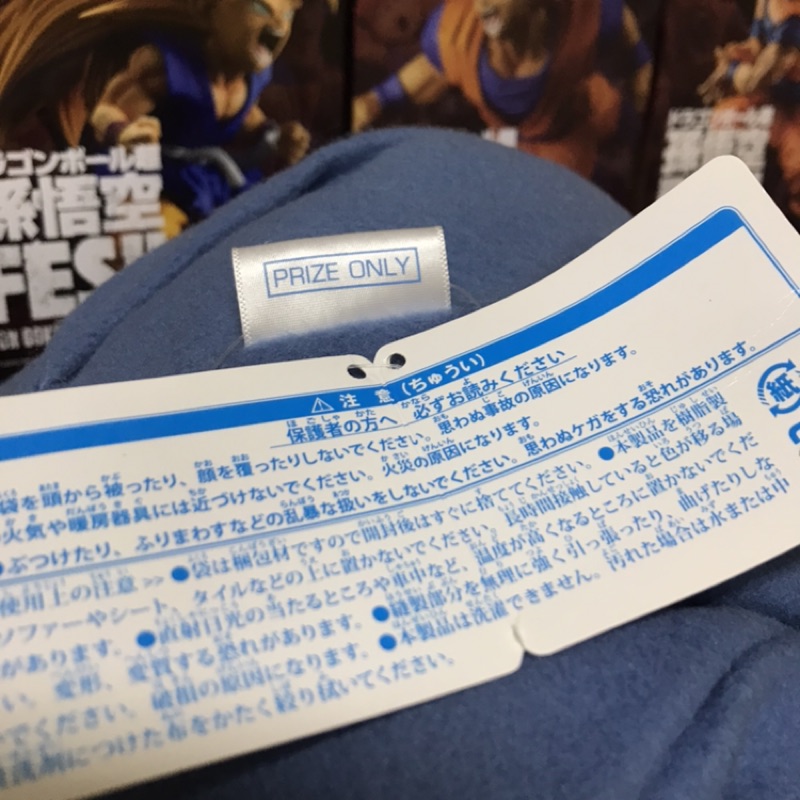 ラゴンボール超
孫悟空
FES!!
PRIZE ONLY
⚠注意(ちゅうい)
保護者の方へ 必ずお読みください
袋を頭から被ったり、顔を覆ったりしないでください。思わぬ事故の原因になります。
火気や暖房器具には近づけないでください。火災の原因になります。
●ぶつけたり、ふりまわすなどの乱暴な扱いをしないでください。思わぬケガをする恐れがあります。
使用上の注意>> ●袋は梱包材ですので開封後はすぐに捨ててください。●本製品を樹脂製
ソファーやシート、タイルなどの上に置かないでください。長時間接触していると色が移る場
があります。●直射日光の当たるところや車中など、温度が高くなるところに置かないでくだ
い。変形、変質する恐れがあります。●縫製部分を無理に強く引っ張ったり、曲げたりしな
でください。破損の原因になります。●本製品は洗濯できません。汚れた場合は水または中
洗剤につけた布をかたく絞り拭いてください。
紙